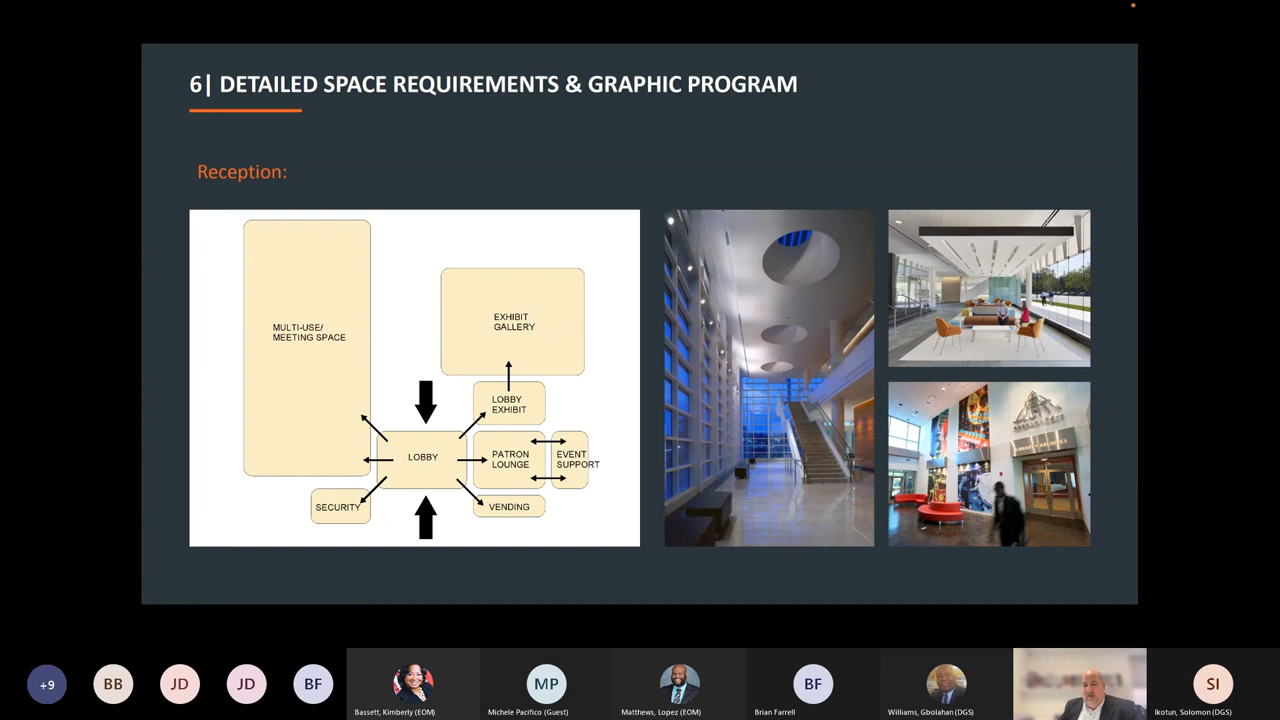 6| DETAILED SPACE REQUIREMENTS & GRAPHIC PROGRAM
Reception:
MULTI-USE/
MEETING SPACE
EXHIBIT
GALLERY
LOBBY
EXHIBIT
LOBBY
PATRON
LOUNGE
EVENT
SUPPORT
SECURITY
VENDING
+9
BB
JD
JD
BF
Bassett, Kimberly (EOM)
MP
Michele Pacifico (Guest)
Matthews, Lopez (EOM)
BF
Brian Farrell
Williams, Gbolahan (DGS)
SI
Ikotun, Solomon (DGS)